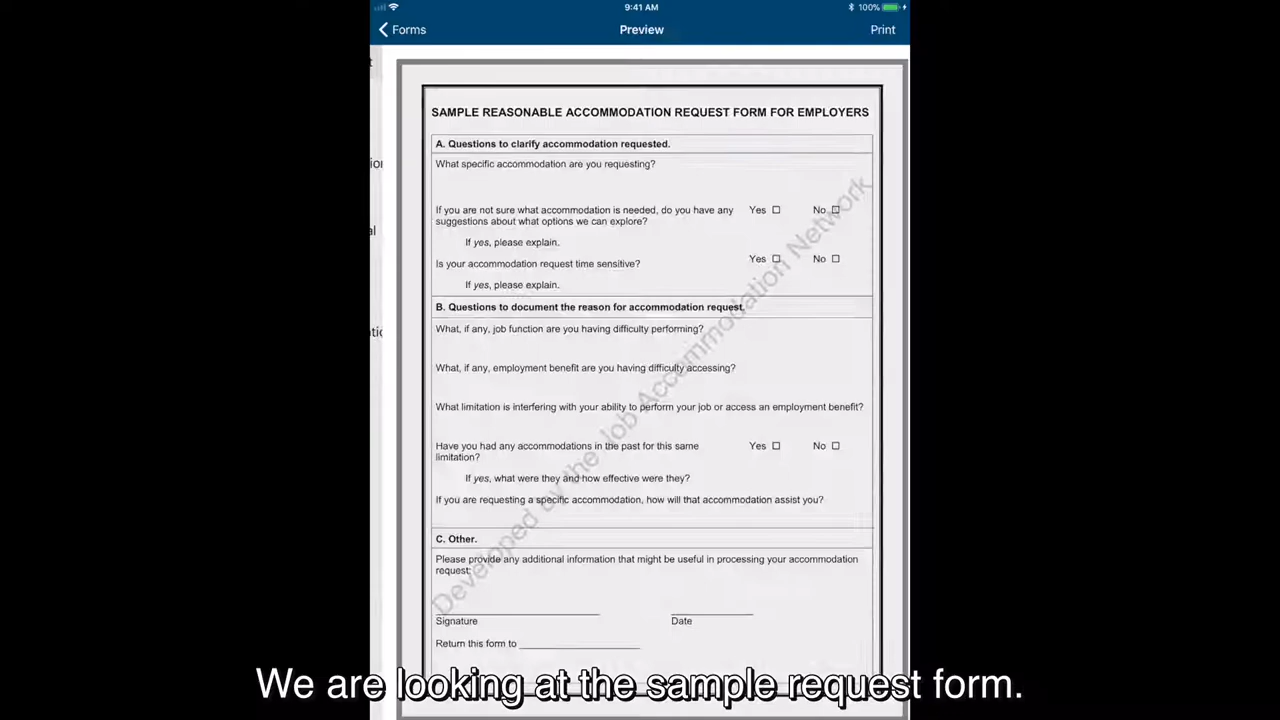 9:41 AM
100%
Forms
Preview
Print
SAMPLE REASONABLE ACCOMMODATION REQUEST FORM FOR EMPLOYERS
A. Questions to clarify accommodation requested.
What specific accommodation are you requesting?
If you are not sure what accommodation is needed, do you have any
suggestions about what options we can explore?
Yes ☐ No ☐
If yes, please explain.
Is your accommodation request time sensitive?
Yes ☐ No ☐
If yes, please explain.
B. Questions to document the reason for accommodation request.
What, if any, job function are you having difficulty performing?
What, if any, employment benefit are you having difficulty accessing?
What limitation is interfering with your ability to perform your job or access an employment benefit?
Have you had any accommodations in the past for this same
limitation?
Yes ☐ No ☐
If yes, what were they and how effective were they?
If you are requesting a specific accommodation, how will that accommodation assist you?
C. Other.
Please provide any additional information that might be useful in processing your accommodation
request:
Signature
Date
Return this form to
Developed by the Job Accommodation Network
We are looking at the sample request form.